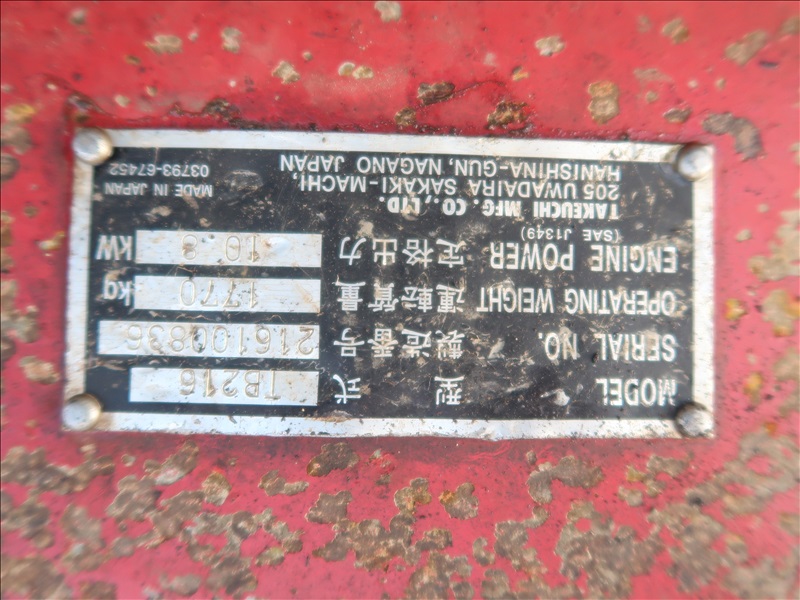 MODEL 型式 TB216
SERIAL NO. 製造番号 216100836
OPERATING WEIGHT 運転質量 1770 kg
ENGINE POWER 定格出力 10 8 kW
(SAE J1349)
TAKEUCHI MFG. CO., LTD.
205 UWADAIRA SAKAKI-MACHI,
HANISHINA-GUN, NAGANO JAPAN
MADE IN JAPAN
03793-67452